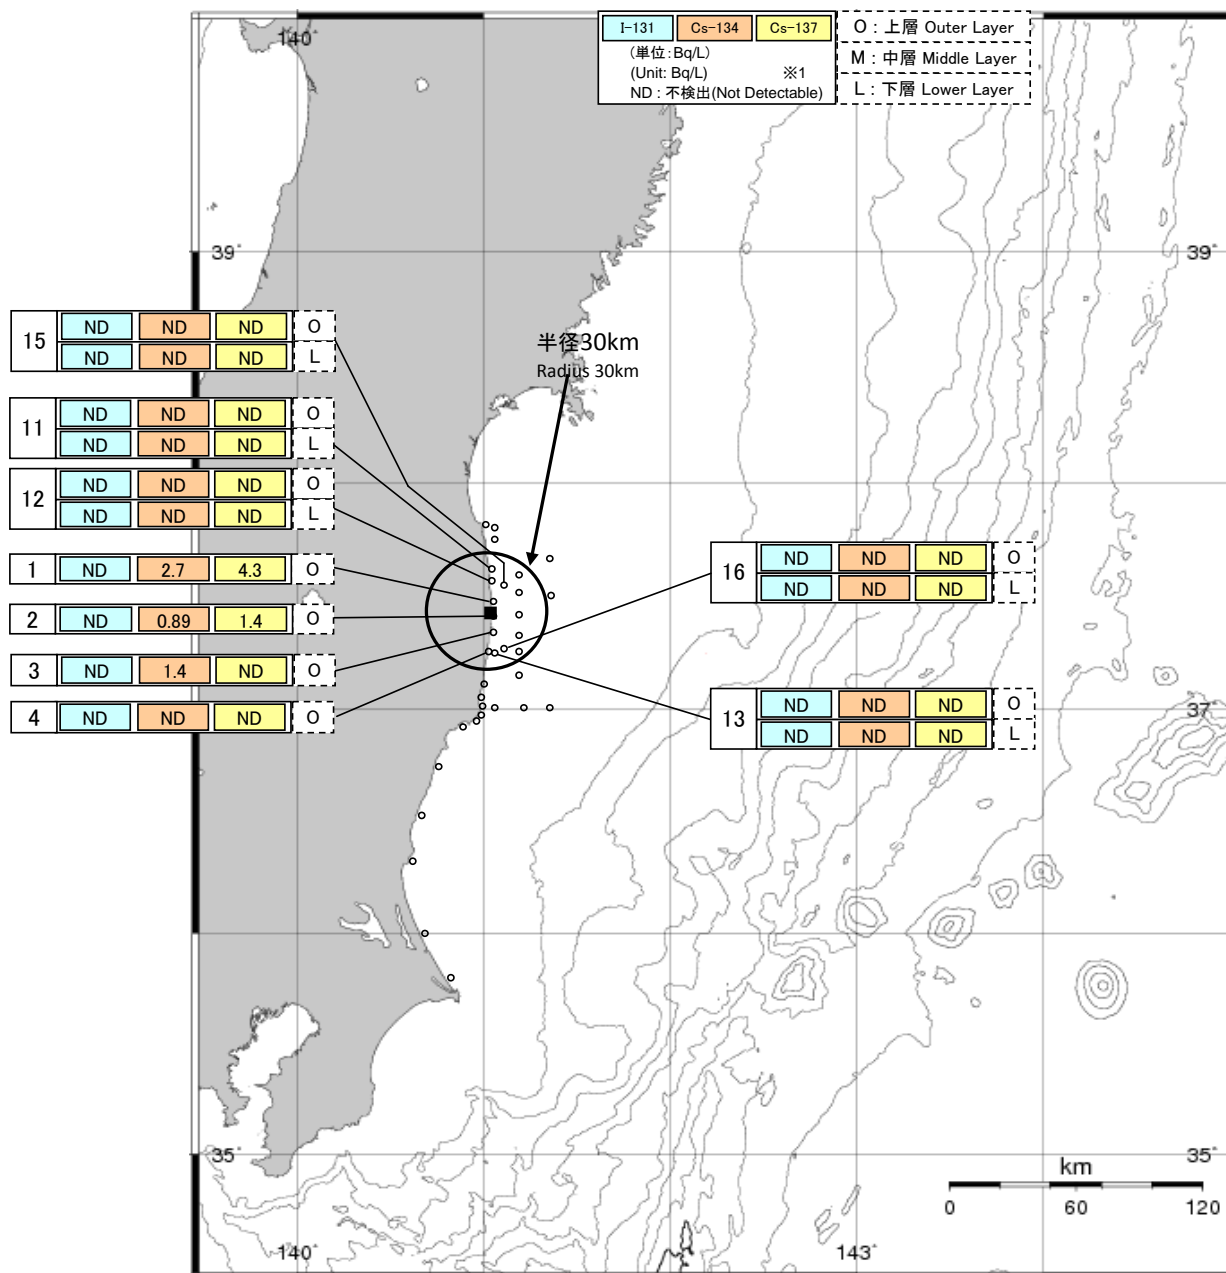 140°
I-131 Cs-134 Cs-137
(単位:Bq/L)
(Unit: Bq/L) ※1
ND : 不検出(Not Detectable)
O : 上層 Outer Layer
M : 中層 Middle Layer
L : 下層 Lower Layer
39° 39°
半径30km
Radius 30km
15 ND ND ND O
ND ND ND L
11 ND ND ND O
ND ND ND L
12 ND ND ND O
ND ND ND L
1 ND 2.7 4.3 O
2 ND 0.89 1.4 O
3 ND 1.4 ND O
4 ND ND ND O
16 ND ND ND O
ND ND ND L
13 ND ND ND O
ND ND ND L
37°
35° 35°
km
0 60 120
140° 143°